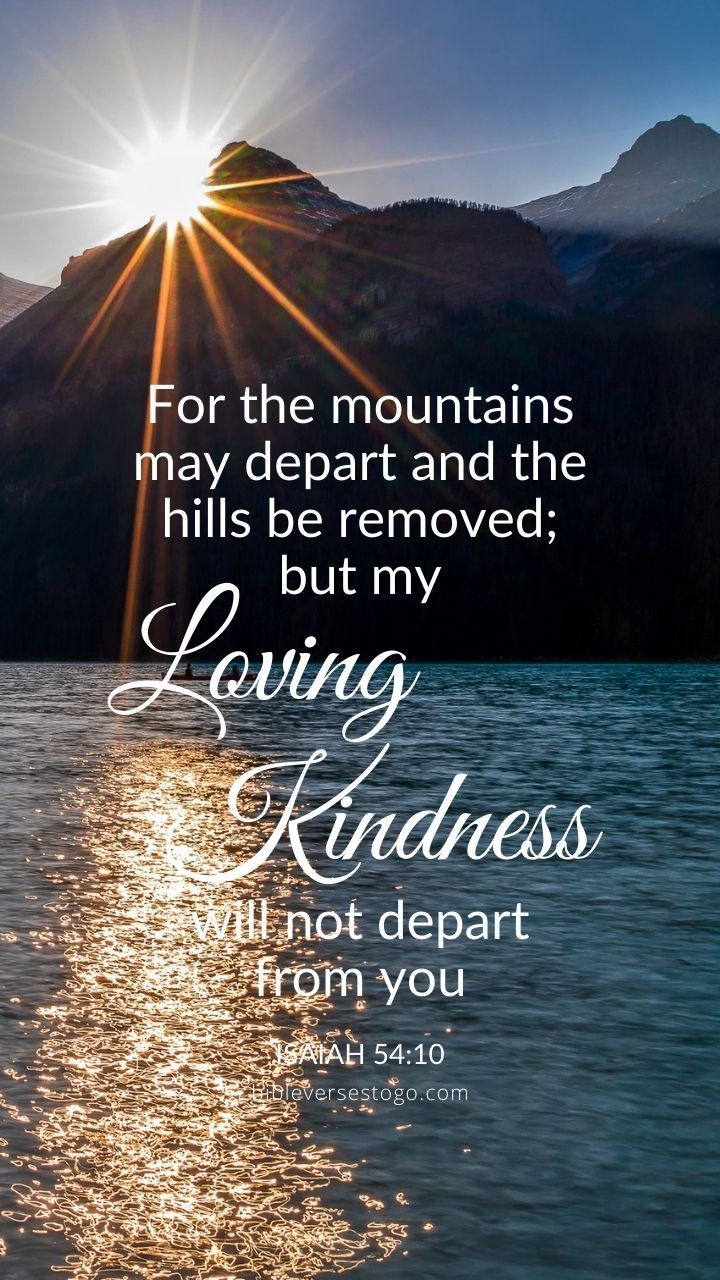 For the mountains
may depart and the
hills be removed;
but my
Loving
Kindness
will not depart
from you
ISAIAH 54:10
bibleversestogo.com